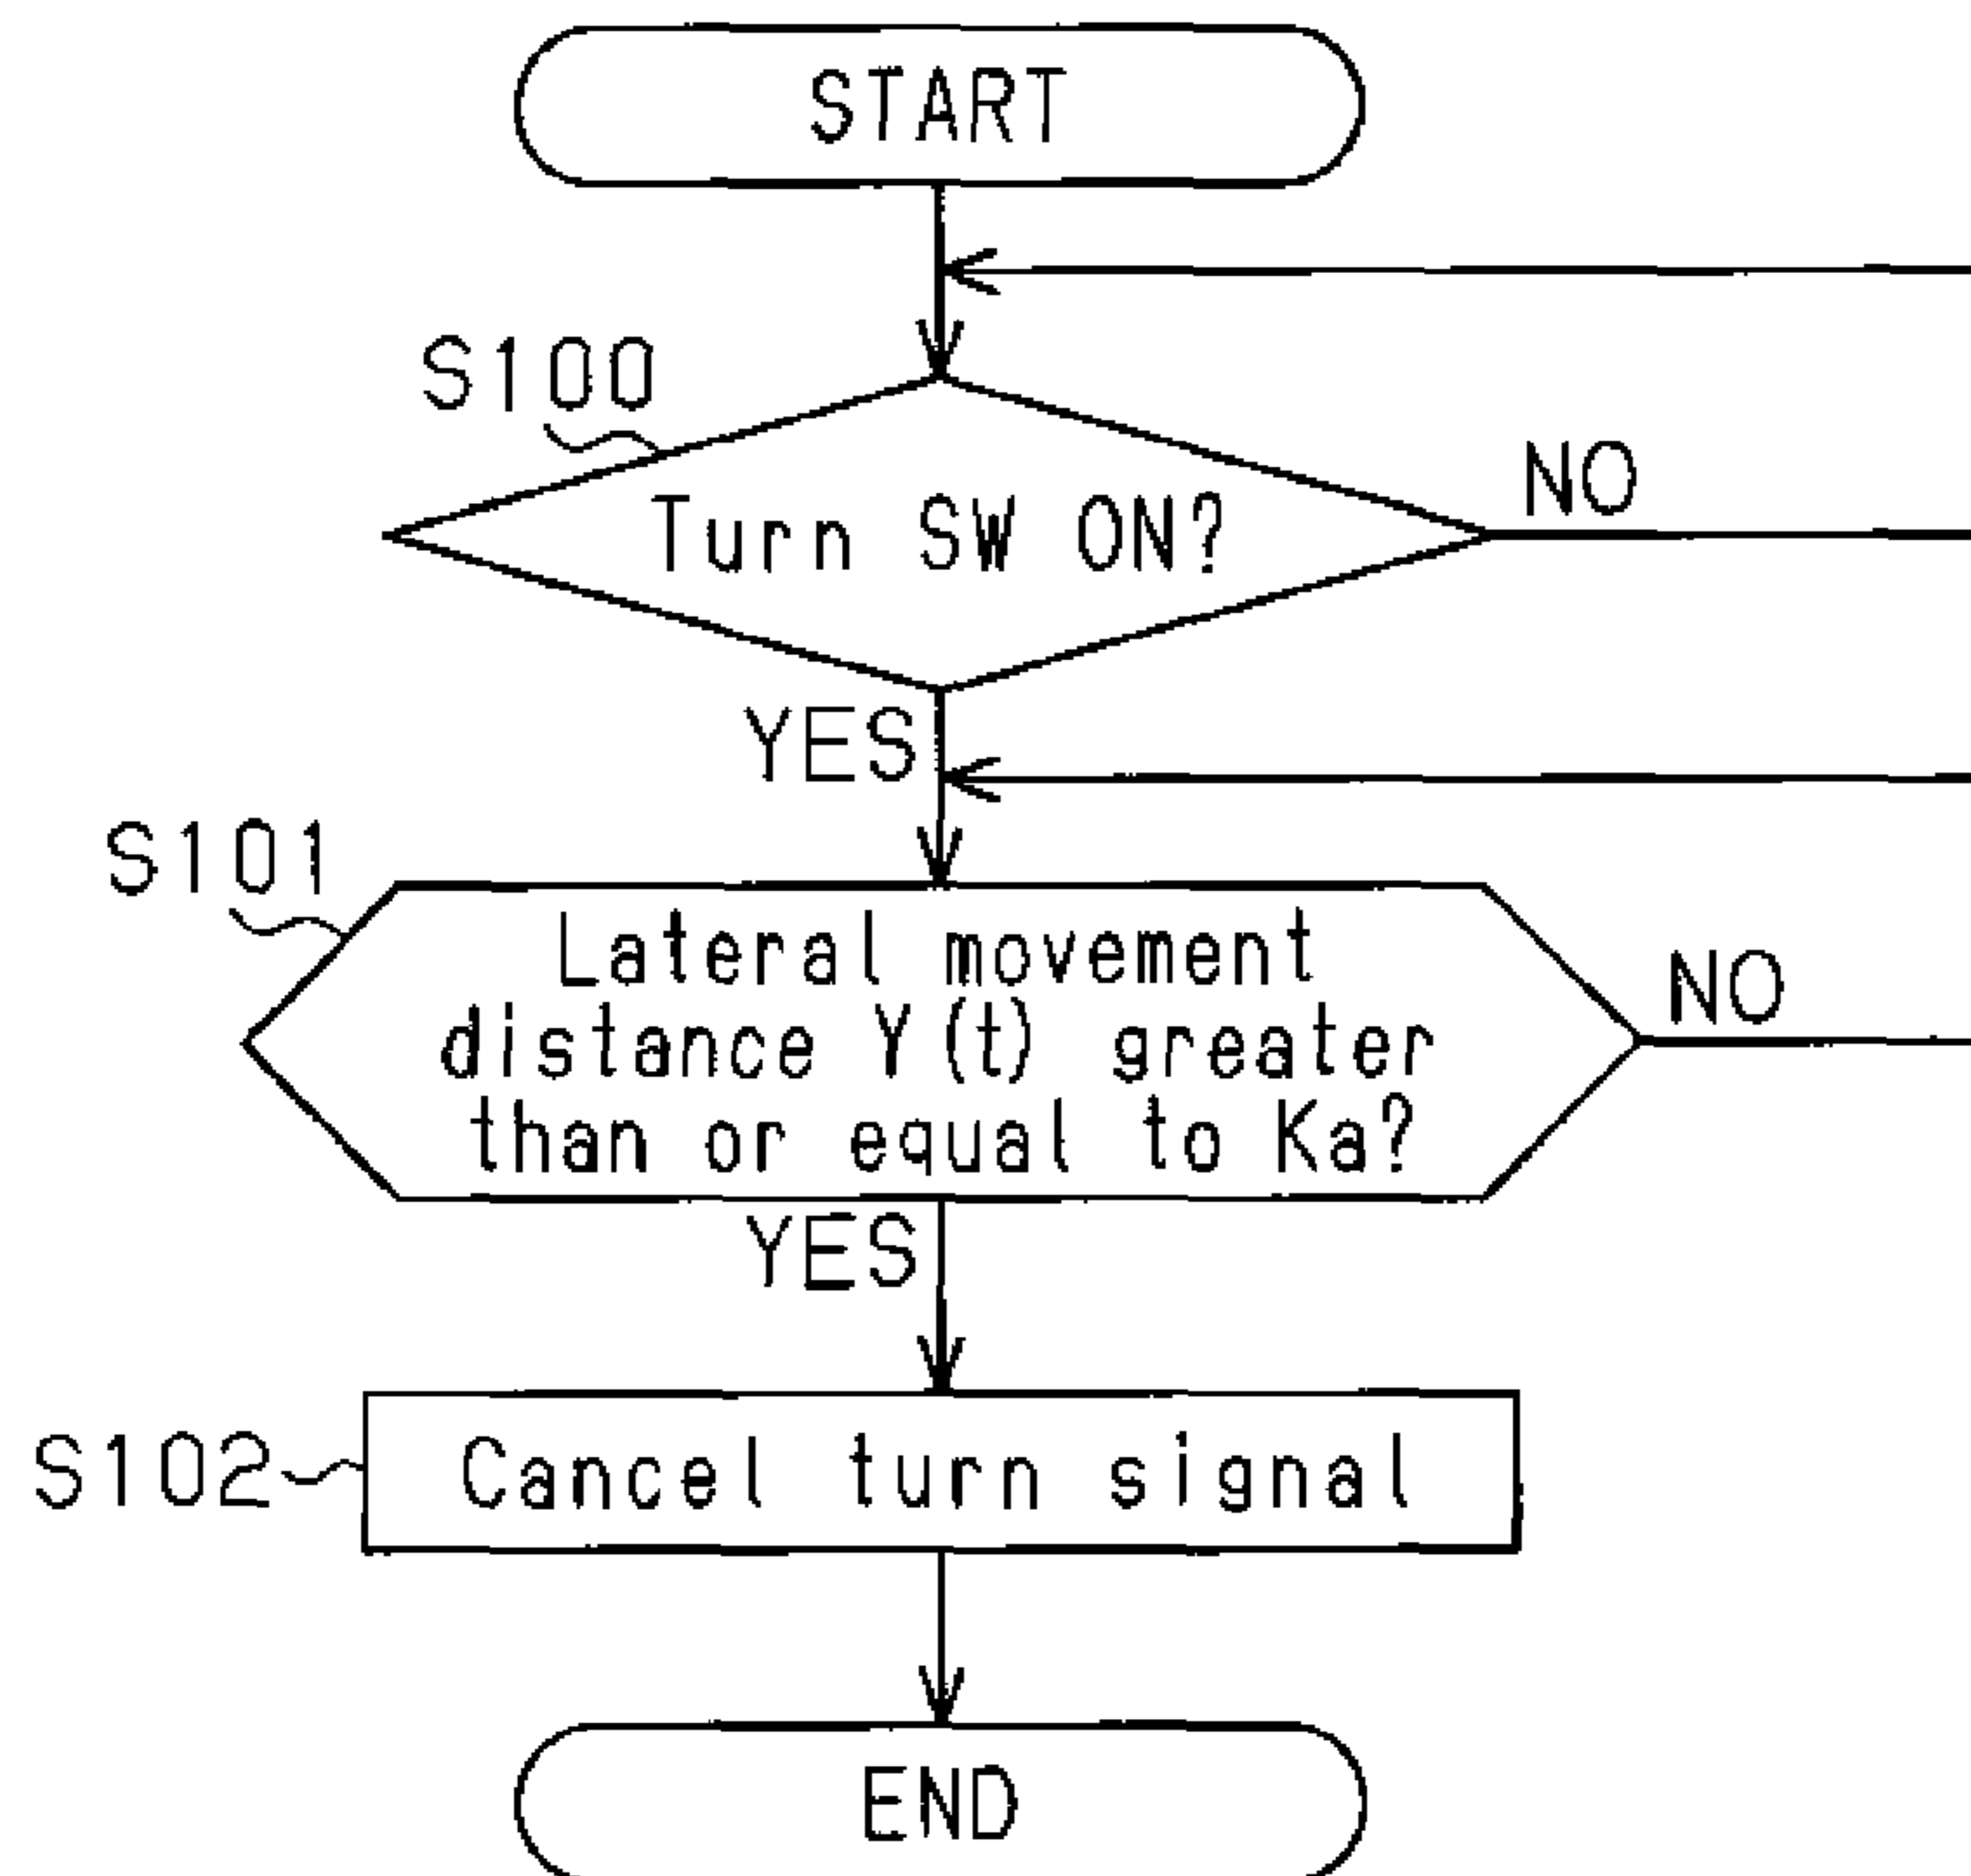 START
S100
Turn SW ON?
NO
YES
S101
Lateral movement
distance Y(t) greater
than or equal to Ka?
NO
YES
S102
Cancel turn signal
END